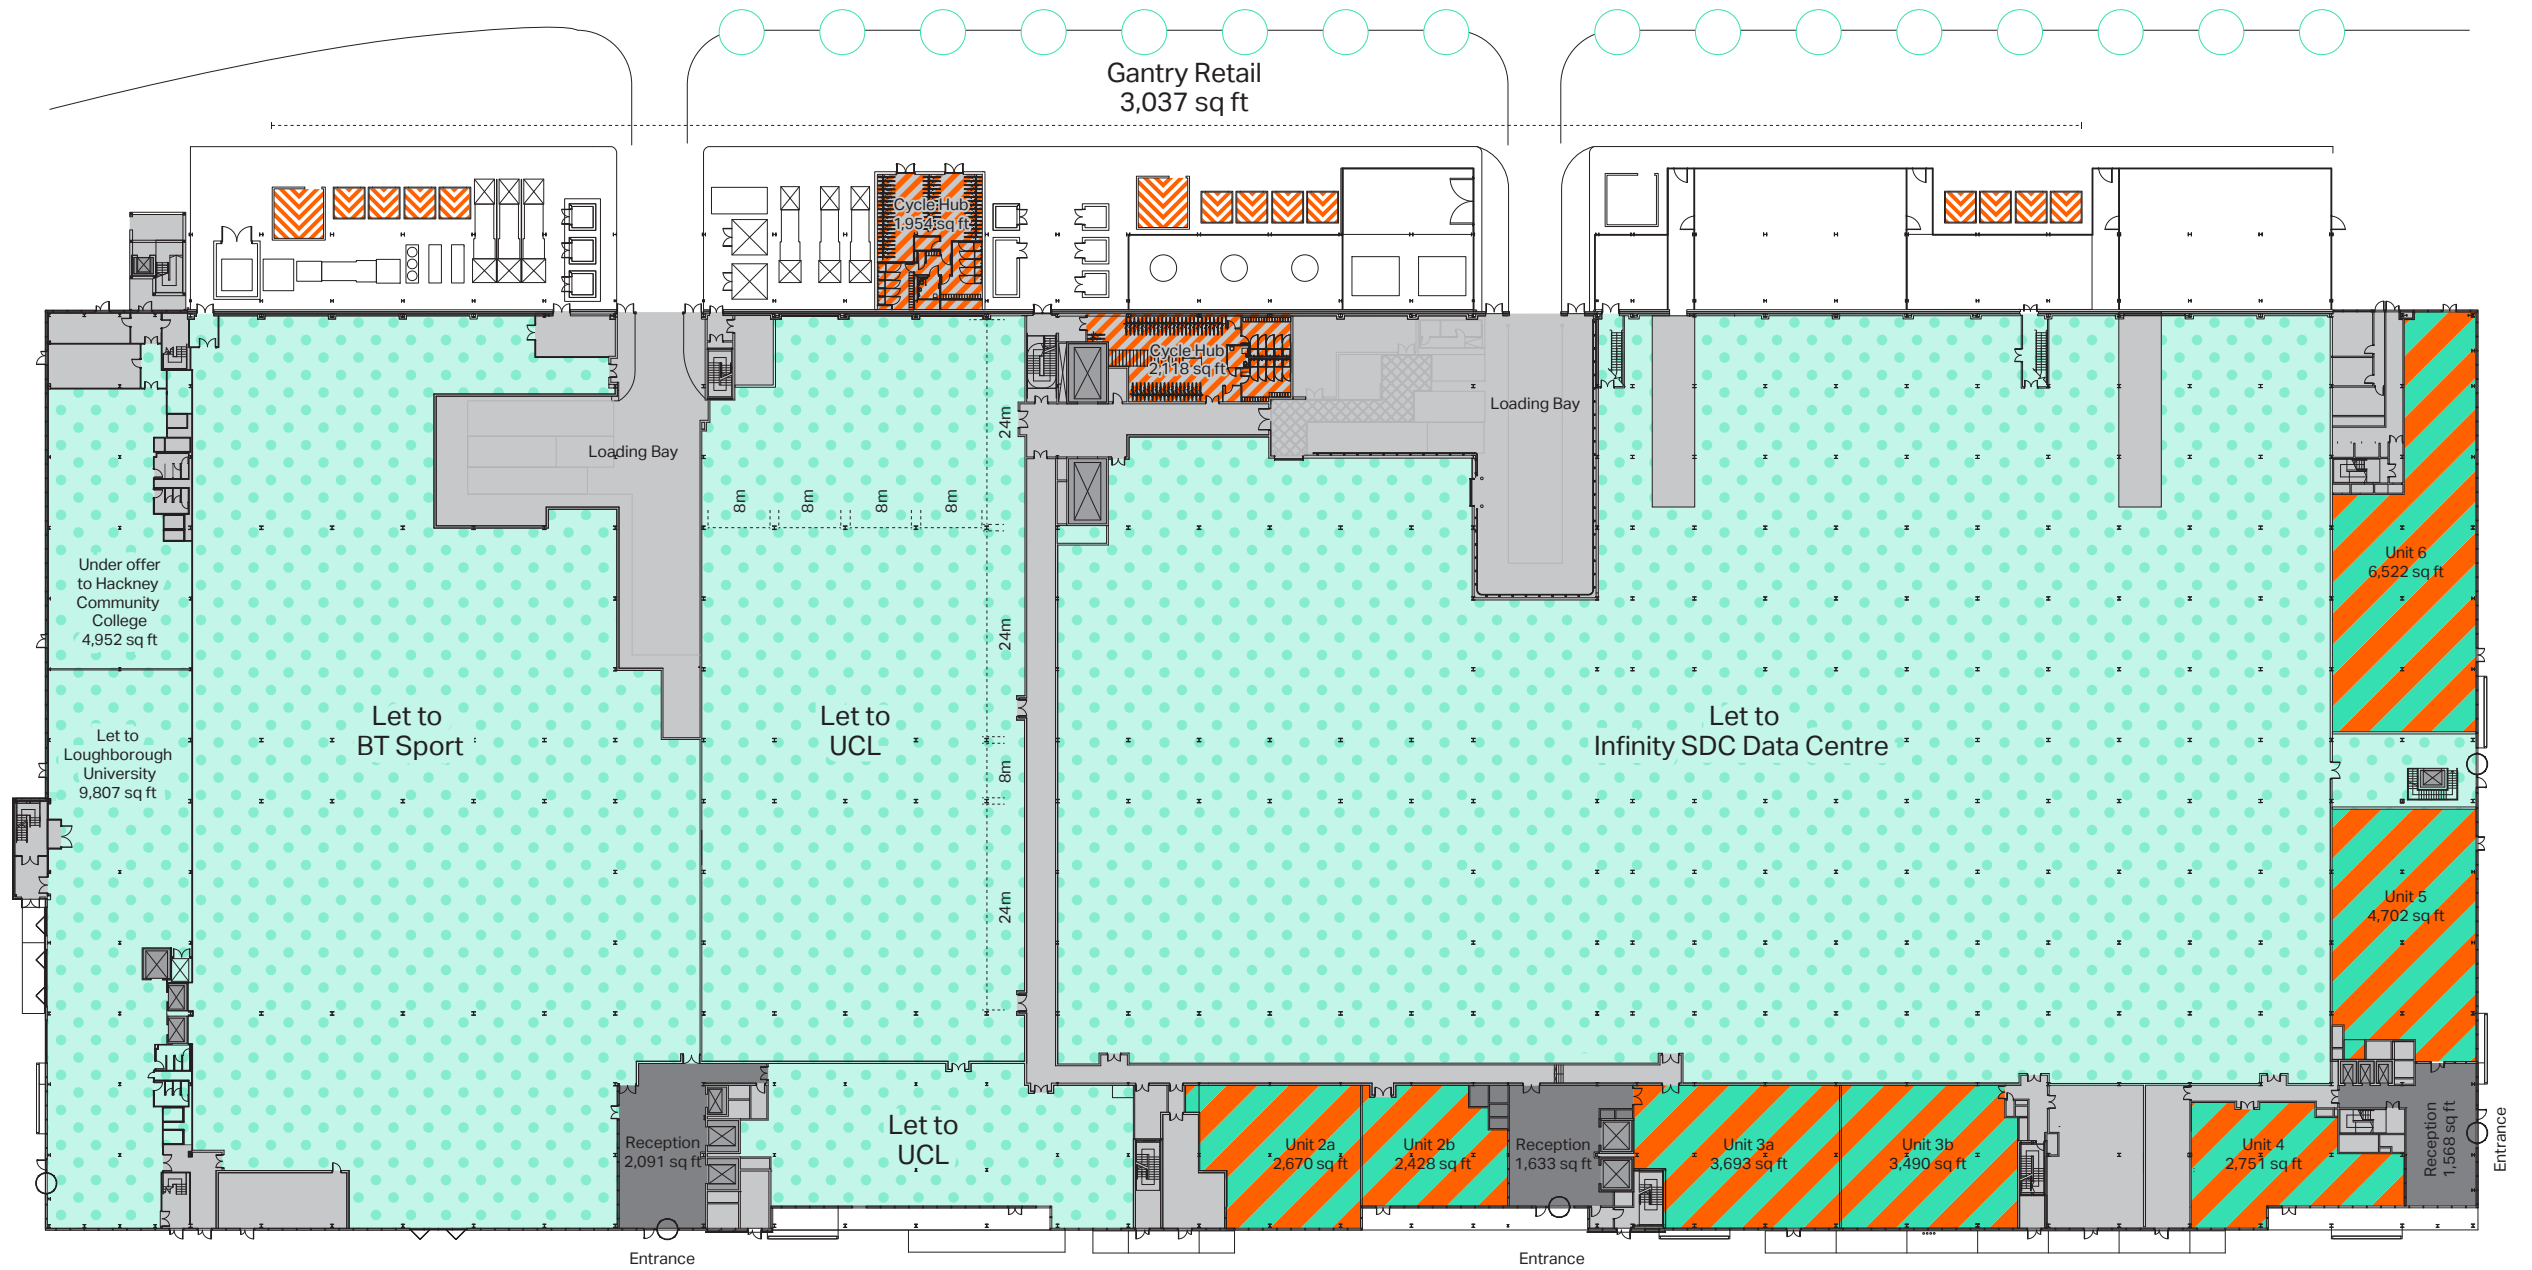 Gantry Retail
3,037 sq ft
Cycle Hub
1,954 sq ft
Cycle Hub
2,118 sq ft
Loading Bay
Loading Bay
24m
8m
8m
8m
8m
24m
8m
24m
Under offer
to Hackney
Community
College
4,952 sq ft
Let to
Loughborough
University
9,807 sq ft
Let to
BT Sport
Let to
UCL
Let to
Infinity SDC Data Centre
Unit 6
6,522 sq ft
Unit 5
4,702 sq ft
Let to
UCL
Reception
2,091 sq ft
Unit 2a
2,670 sq ft
Unit 2b
2,428 sq ft
Reception
1,633 sq ft
Unit 3a
3,693 sq ft
Unit 3b
3,490 sq ft
Unit 4
2,751 sq ft
Reception
1,568 sq ft
Entrance
Entrance
Entrance